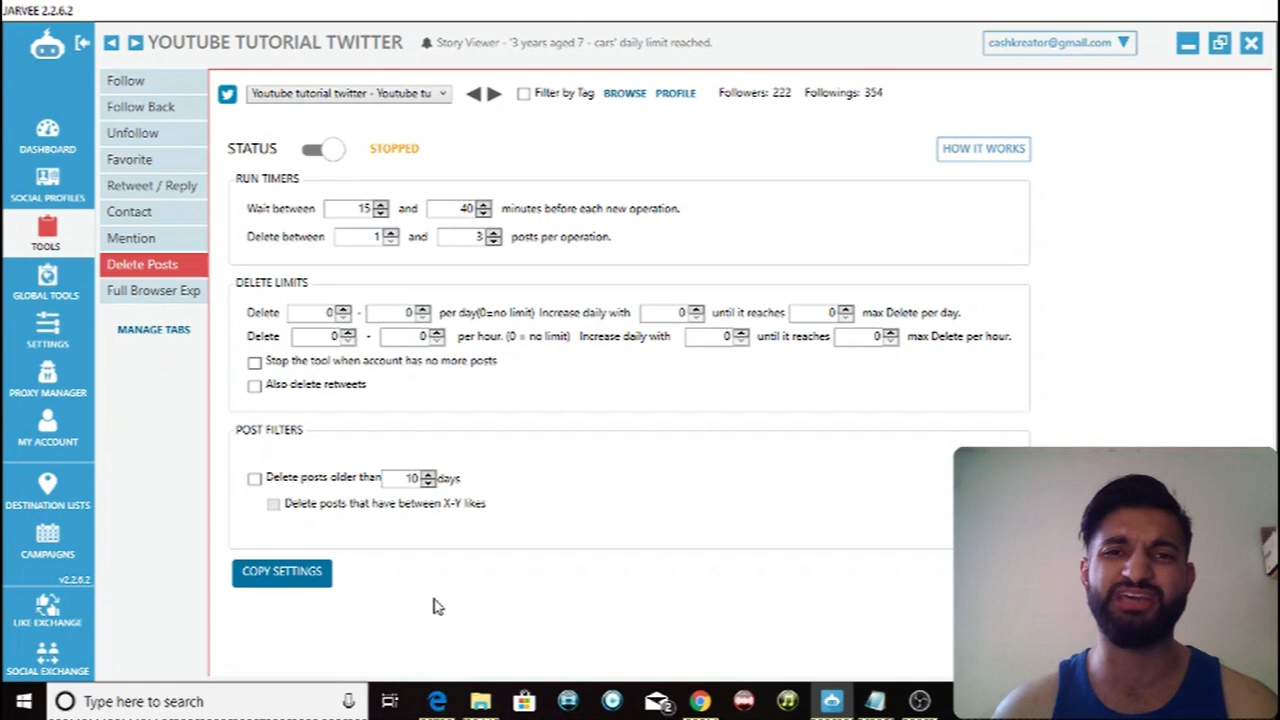 JARVEE 2.2.6.2
YOUTUBE TUTORIAL TWITTER
Story Viewer - '3 years aged 7 - cars' daily limit reached.
cashkreator@gmail.com
DASHBOARD
SOCIAL PROFILES
TOOLS
GLOBAL TOOLS
SETTINGS
PROXY MANAGER
MY ACCOUNT
DESTINATION LISTS
CAMPAIGNS
v2.2.6.2
LIKE EXCHANGE
SOCIAL EXCHANGE
Follow
Follow Back
Unfollow
Favorite
Retweet / Reply
Contact
Mention
Delete Posts
Full Browser Exp
MANAGE TABS
Youtube tutorial twitter - Youtube tu
Filter by Tag BROWSE PROFILE Followers: 222 Followings: 354
STATUS STOPPED HOW IT WORKS
RUN TIMERS
Wait between 15 and 40 minutes before each new operation.
Delete between 1 and 3 posts per operation.
DELETE LIMITS
Delete 0 - 0 per day(0=no limit) Increase daily with 0 until it reaches 0 max Delete per day.
Delete 0 - 0 per hour. (0 = no limit) Increase daily with 0 until it reaches 0 max Delete per hour.
Stop the tool when account has no more posts
Also delete retweets
POST FILTERS
Delete posts older than 10 days
Delete posts that have between X-Y likes
COPY SETTINGS
Type here to search
2